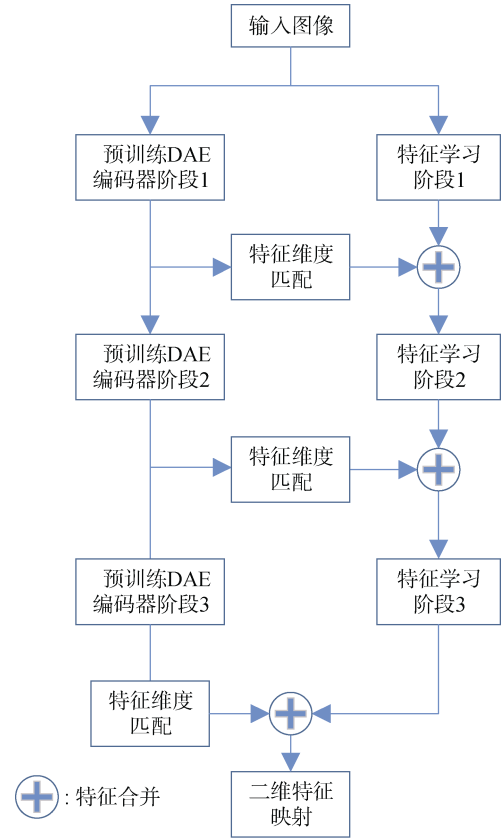 输入图像
预训练DAE
编码器阶段1
特征学习
阶段1
特征维度
匹配
预训练DAE
编码器阶段2
特征学习
阶段2
特征维度
匹配
预训练DAE
编码器阶段3
特征学习
阶段3
特征维度
匹配
二维特征
映射
: 特征合并